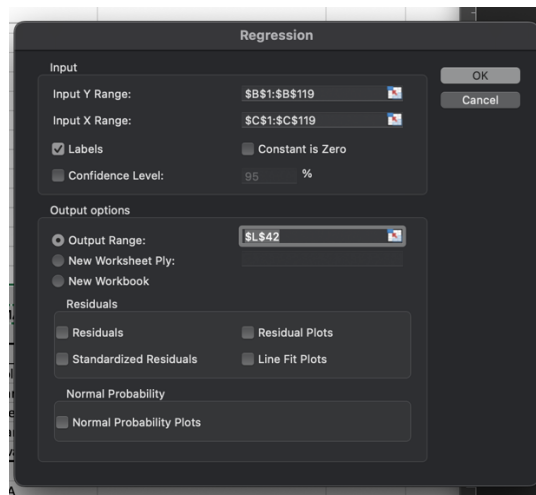 Regression
Input
OK
Input Y Range: $B$1:$B$119
Cancel
Input X Range: $C$1:$C$119
Labels Constant is Zero
Confidence Level: 95 %
Output options
Output Range: $L$42
New Worksheet Ply:
New Workbook
Residuals
Residuals Residual Plots
Standardized Residuals Line Fit Plots
Normal Probability
Normal Probability Plots